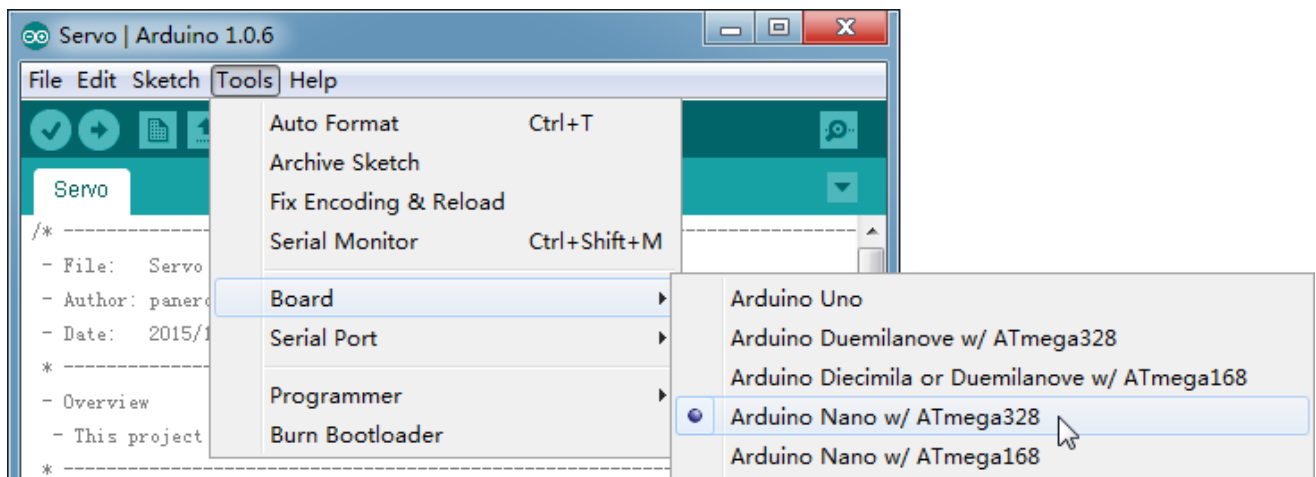 Servo | Arduino 1.0.6
File Edit Sketch Tools Help
Auto Format Ctrl+T
Archive Sketch
Fix Encoding & Reload
Serial Monitor Ctrl+Shift+M
Board
Serial Port
Programmer
Burn Bootloader
Arduino Uno
Arduino Duemilanove w/ ATmega328
Arduino Diecimila or Duemilanove w/ ATmega168
Arduino Nano w/ ATmega328
Arduino Nano w/ ATmega168
Servo
/* --------------------
- File: Servo
- Author:
- Date: 2015/1
* --------------------
- Overview
- This project
* --------------------